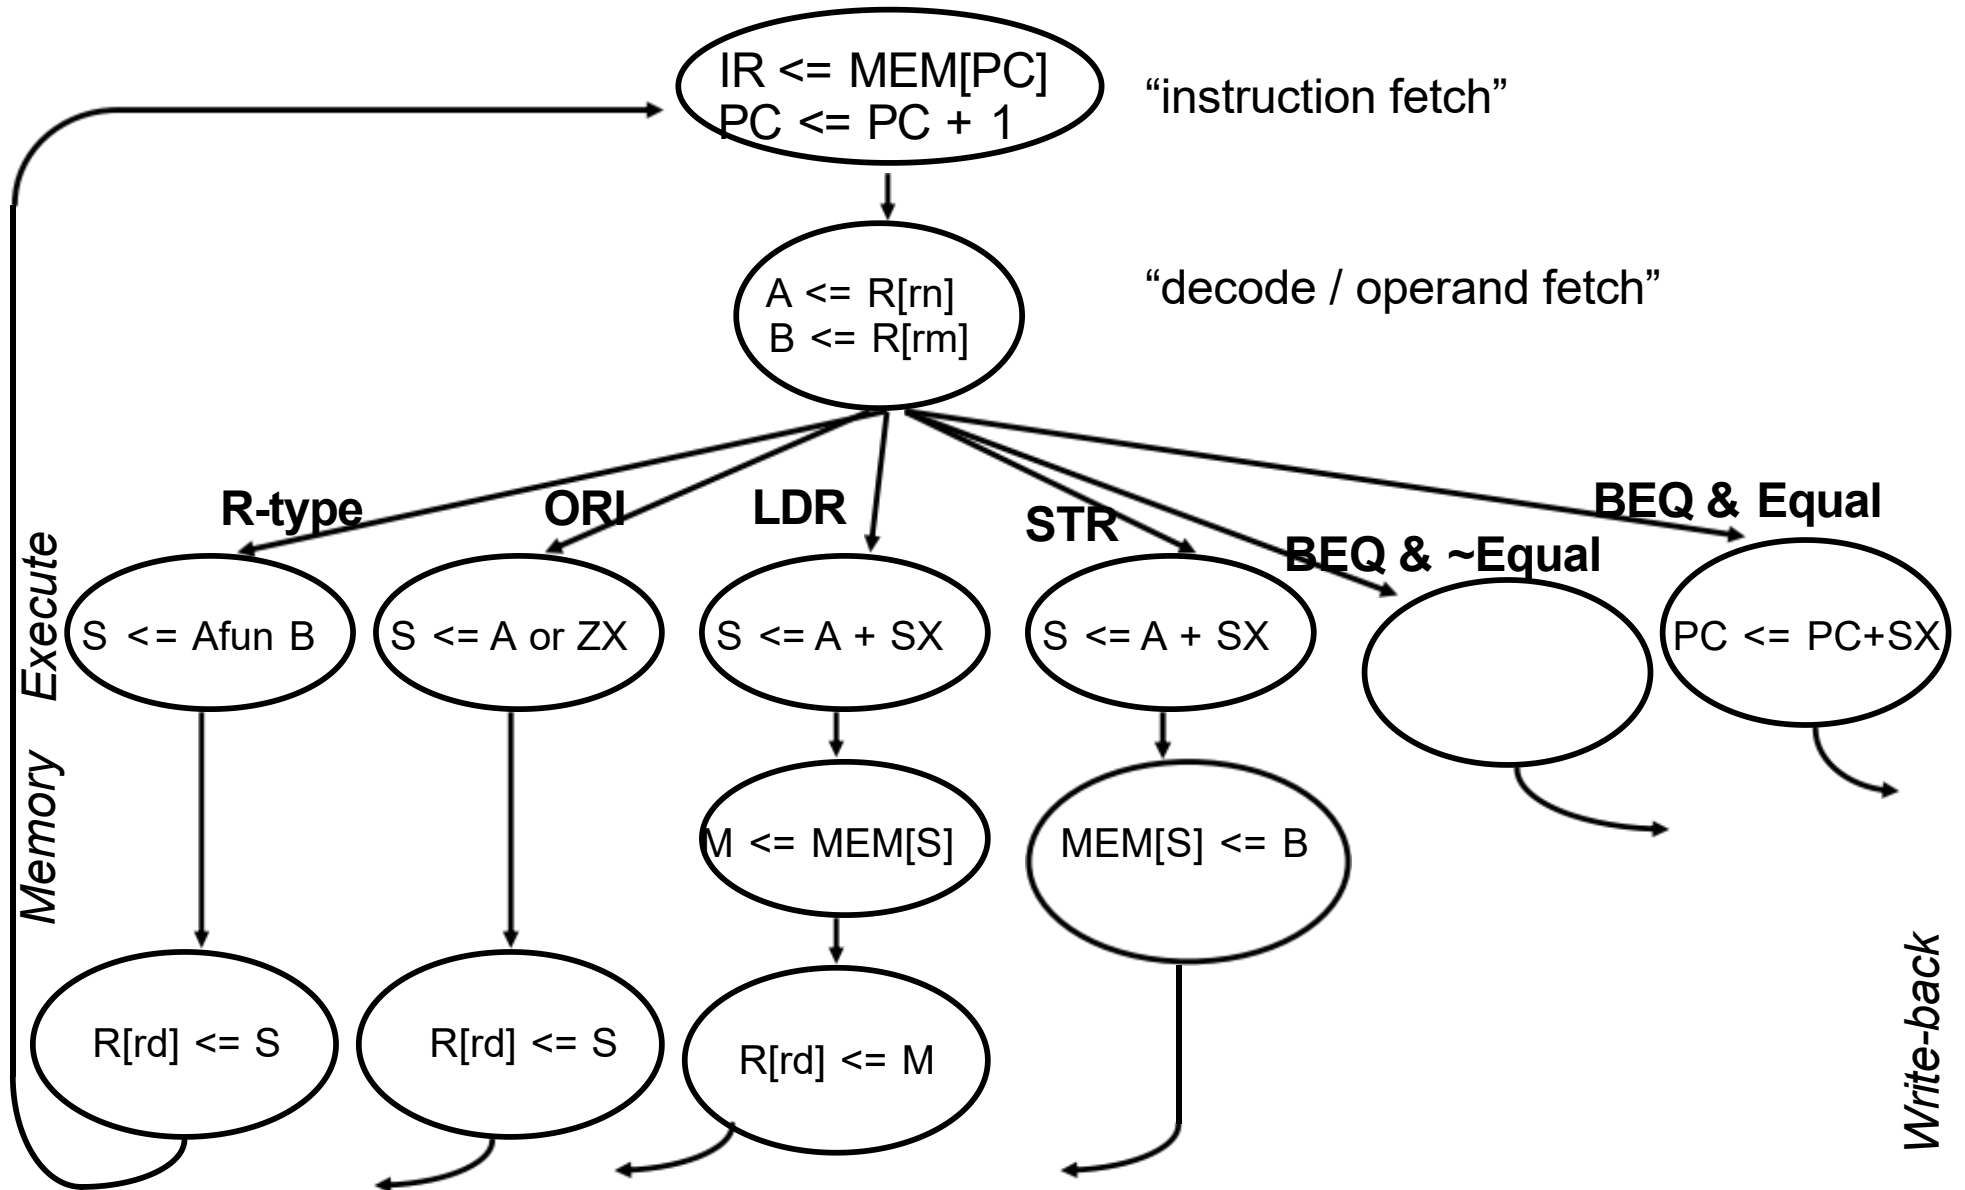 IR <= MEM[PC]
PC <= PC + 1
“instruction fetch”
A <= R[rn]
B <= R[rm]
“decode / operand fetch”
R-type
ORI
LDR
STR
BEQ & ~Equal
BEQ & Equal
Execute
S <= Afun B
S <= A or ZX
S <= A + SX
S <= A + SX
PC <= PC+SX
Memory
M <= MEM[S]
MEM[S] <= B
R[rd] <= S
R[rd] <= S
R[rd] <= M
Write-back